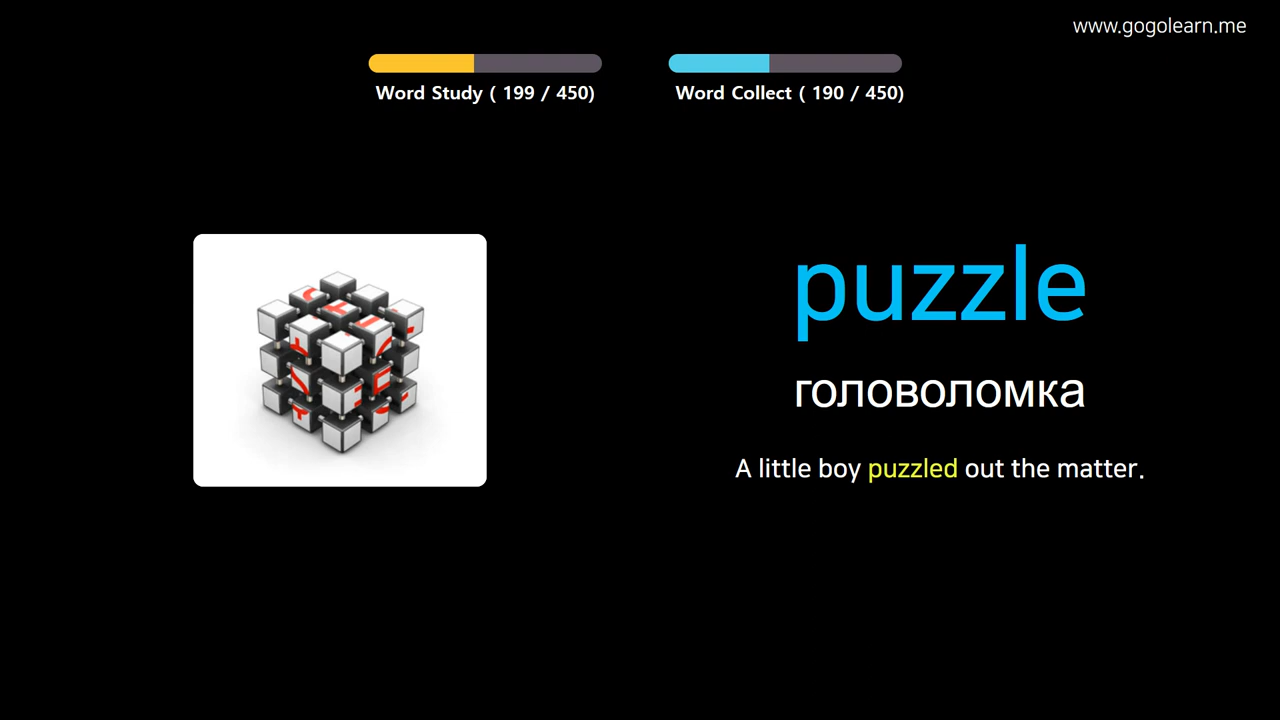 www.gogolearn.me
Word Study ( 199 / 450)
Word Collect ( 190 / 450)
puzzle
головоломка
A little boy puzzled out the matter.